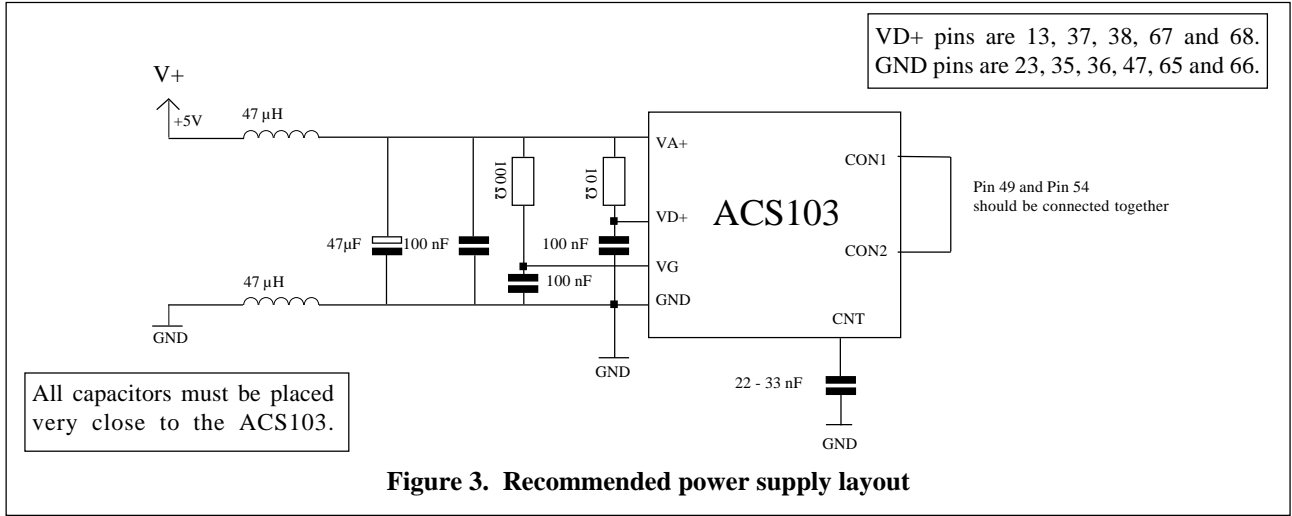 VD+ pins are 13, 37, 38, 67 and 68.
GND pins are 23, 35, 36, 47, 65 and 66.
V+
+5V
47 µH
100 Ω
10 Ω
VA+
CON1
Pin 49 and Pin 54
should be connected together
ACS103
VD+
47µF
100 nF
100 nF
CON2
VG
47 µH
100 nF
GND
CNT
GND
GND
22 - 33 nF
GND
All capacitors must be placed
very close to the ACS103.
Figure 3. Recommended power supply layout